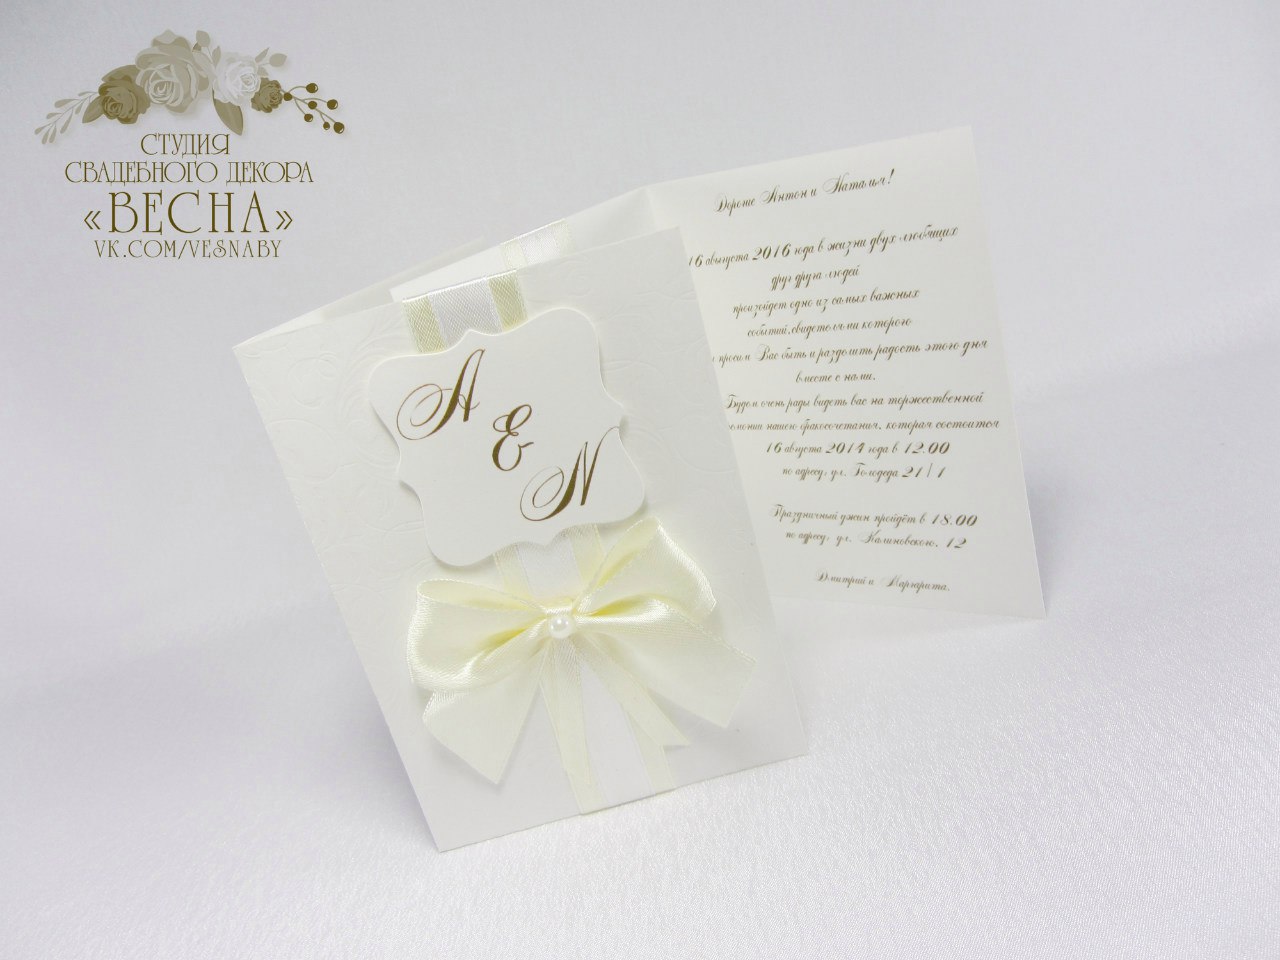 СТУДИЯ
СВАДЕБНОГО ДЕКОРА
«ВЕСНА»
VK.COM/VESNABY
A
&
N
Дорогие Антон и Наталья!
16 августа 2016 года в жизни двух любящих
друг друга людей
произойдет одно из самых важных
событий, свидетелями которого
просим Вас быть и разделить радость этого дня
вместе с нами.
Будем очень рады видеть вас на торжественной
нашего бракосочетания, которая состоится
16 августа 2014 года в 12.00
по адресу: ул. 21/1
Праздничный ужин пройдёт в 18.00
по адресу: ул. Калиновского, 12
Дмитрий и Маргарита.